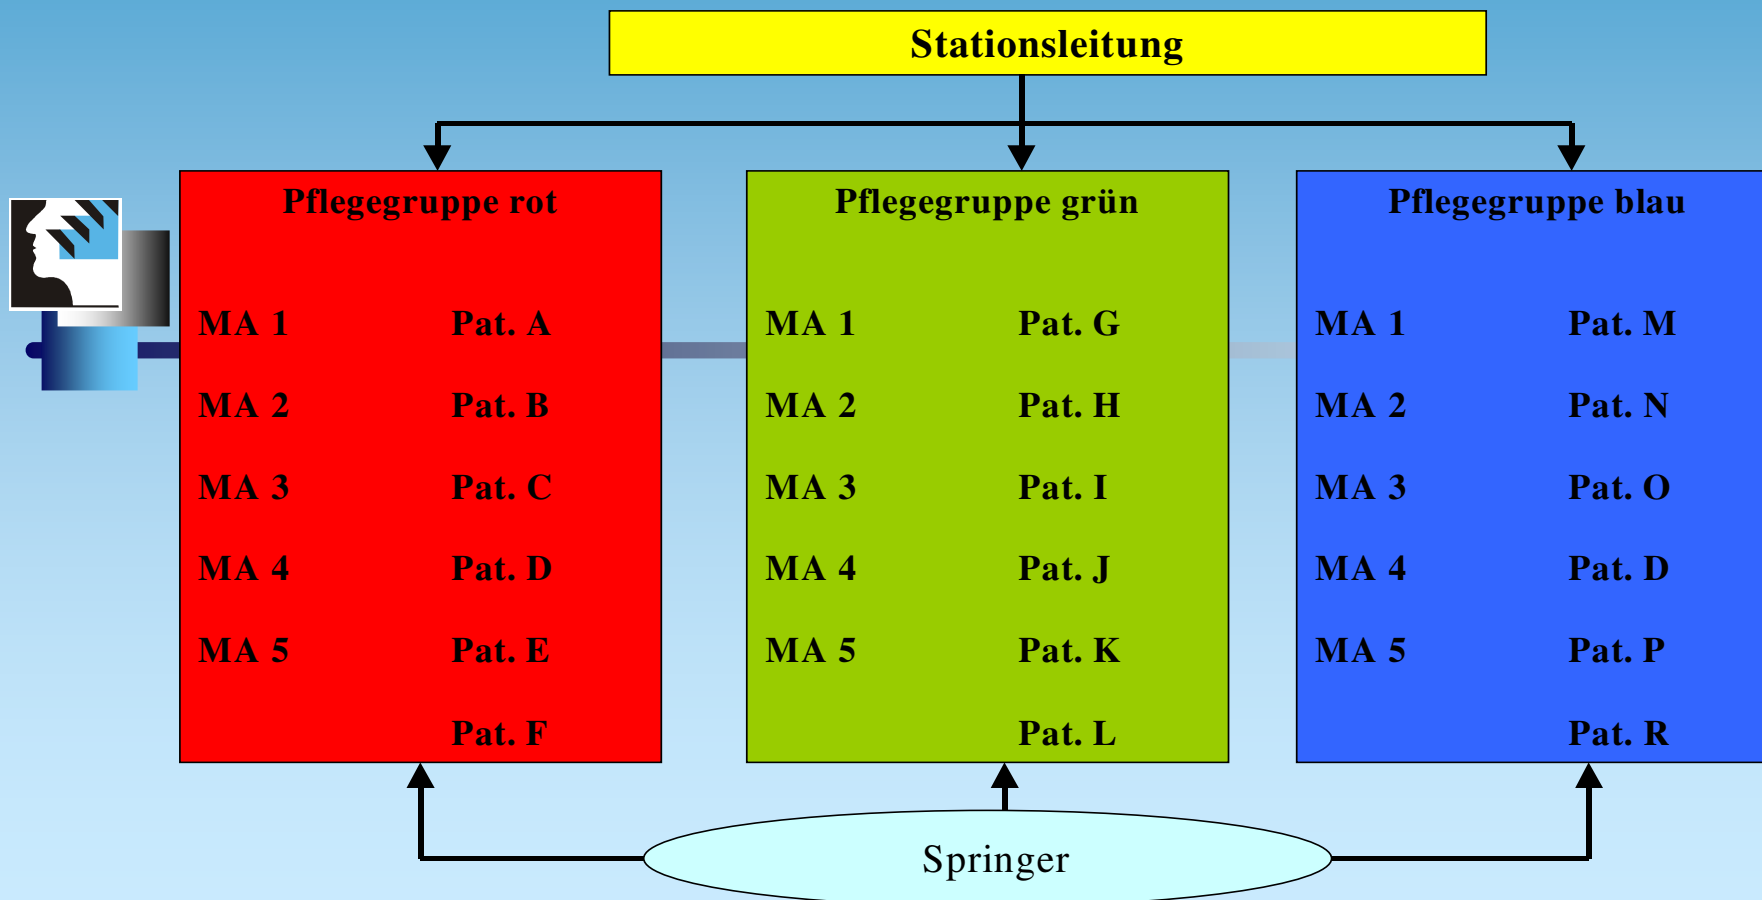 Stationsleitung
Pflegegruppe rot
MA 1 Pat. A
MA 2 Pat. B
MA 3 Pat. C
MA 4 Pat. D
MA 5 Pat. E
Pat. F
Pflegegruppe grün
MA 1 Pat. G
MA 2 Pat. H
MA 3 Pat. I
MA 4 Pat. J
MA 5 Pat. K
Pat. L
Pflegegruppe blau
MA 1 Pat. M
MA 2 Pat. N
MA 3 Pat. O
MA 4 Pat. D
MA 5 Pat. P
Pat. R
Springer